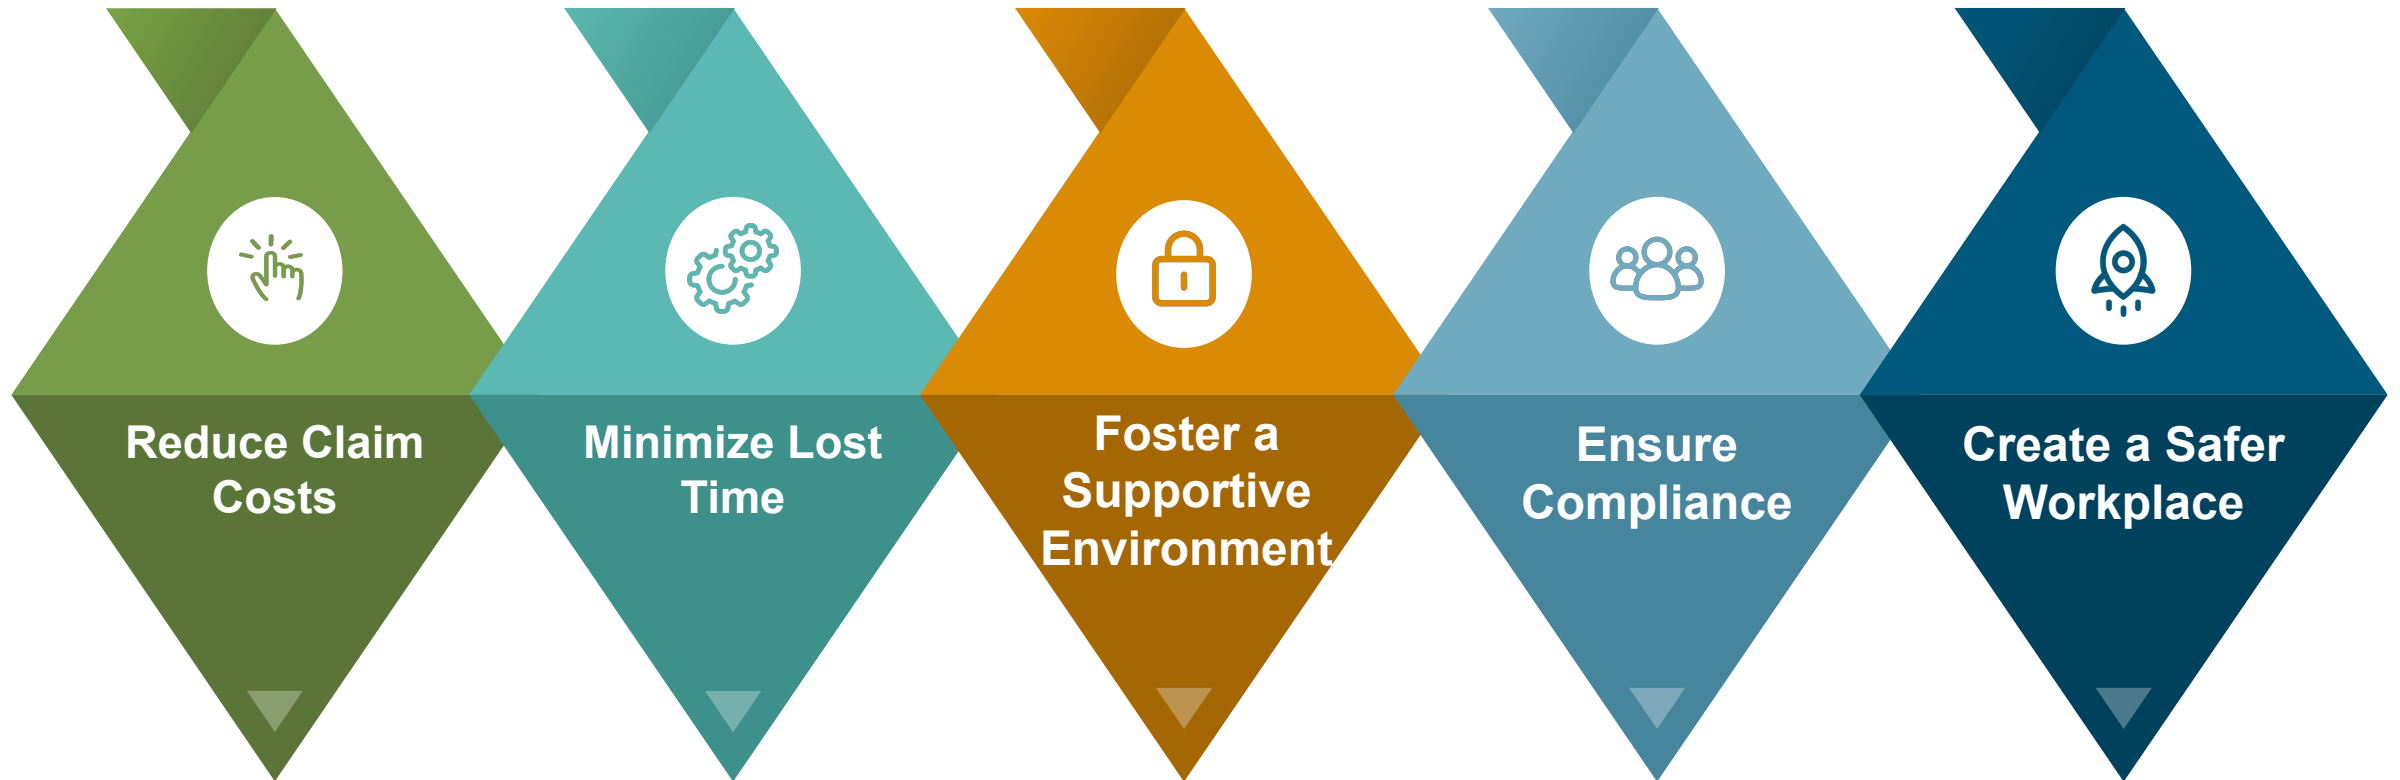 Reduce Claim
Costs
Minimize Lost
Time
Foster a
Supportive
Environment
Ensure
Compliance
Create a Safer
Workplace